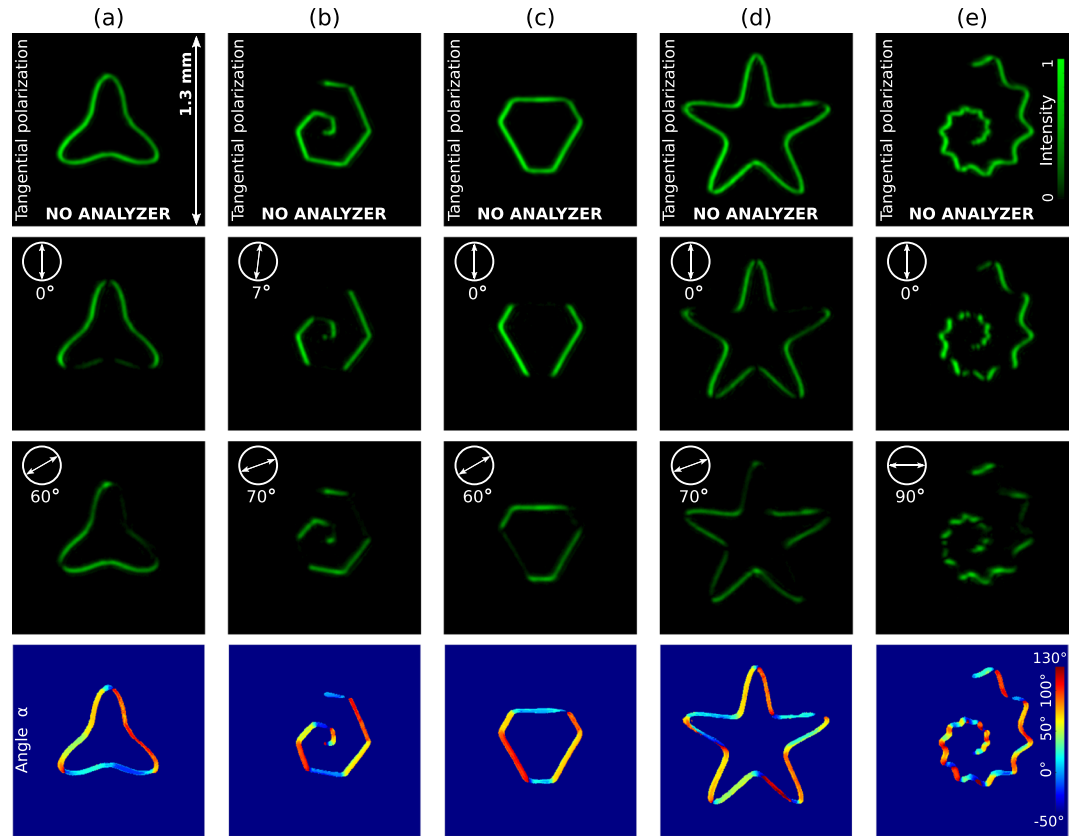 (a) (b) (c) (d) (e)
Tangential polarization
1.3 mm
NO ANALYZER
Tangential polarization
NO ANALYZER
Tangential polarization
NO ANALYZER
Tangential polarization
NO ANALYZER
Tangential polarization
NO ANALYZER
0 Intensity 1
0° 7° 0° 0° 0°
60° 70° 60° 70° 90°
Angle α
130°
100°
50°
0°
-50°